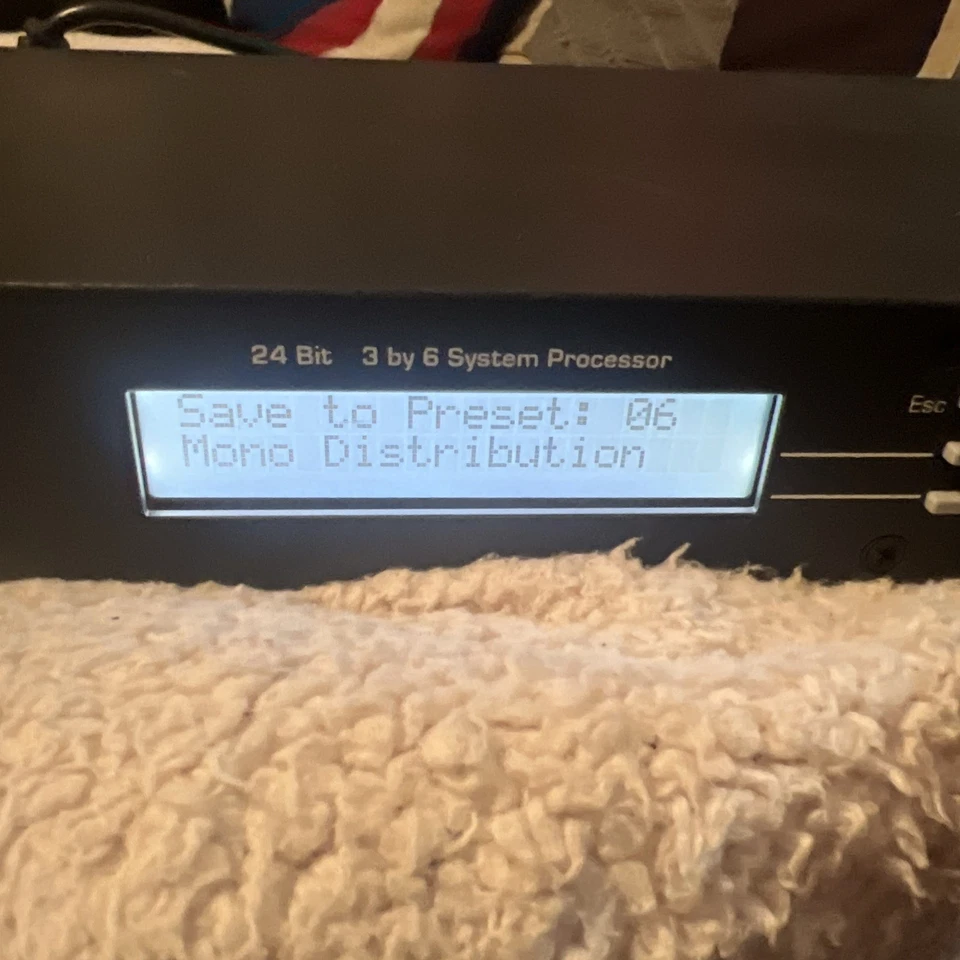 24 Bit 3 by 6 System Processor
Save to Preset: 06
Mono Distribution
Esc